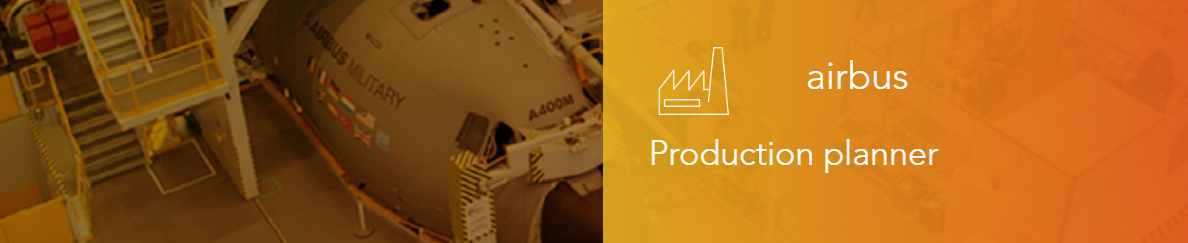 AIRBUS MILITARY
A400M
airbus
Production planner